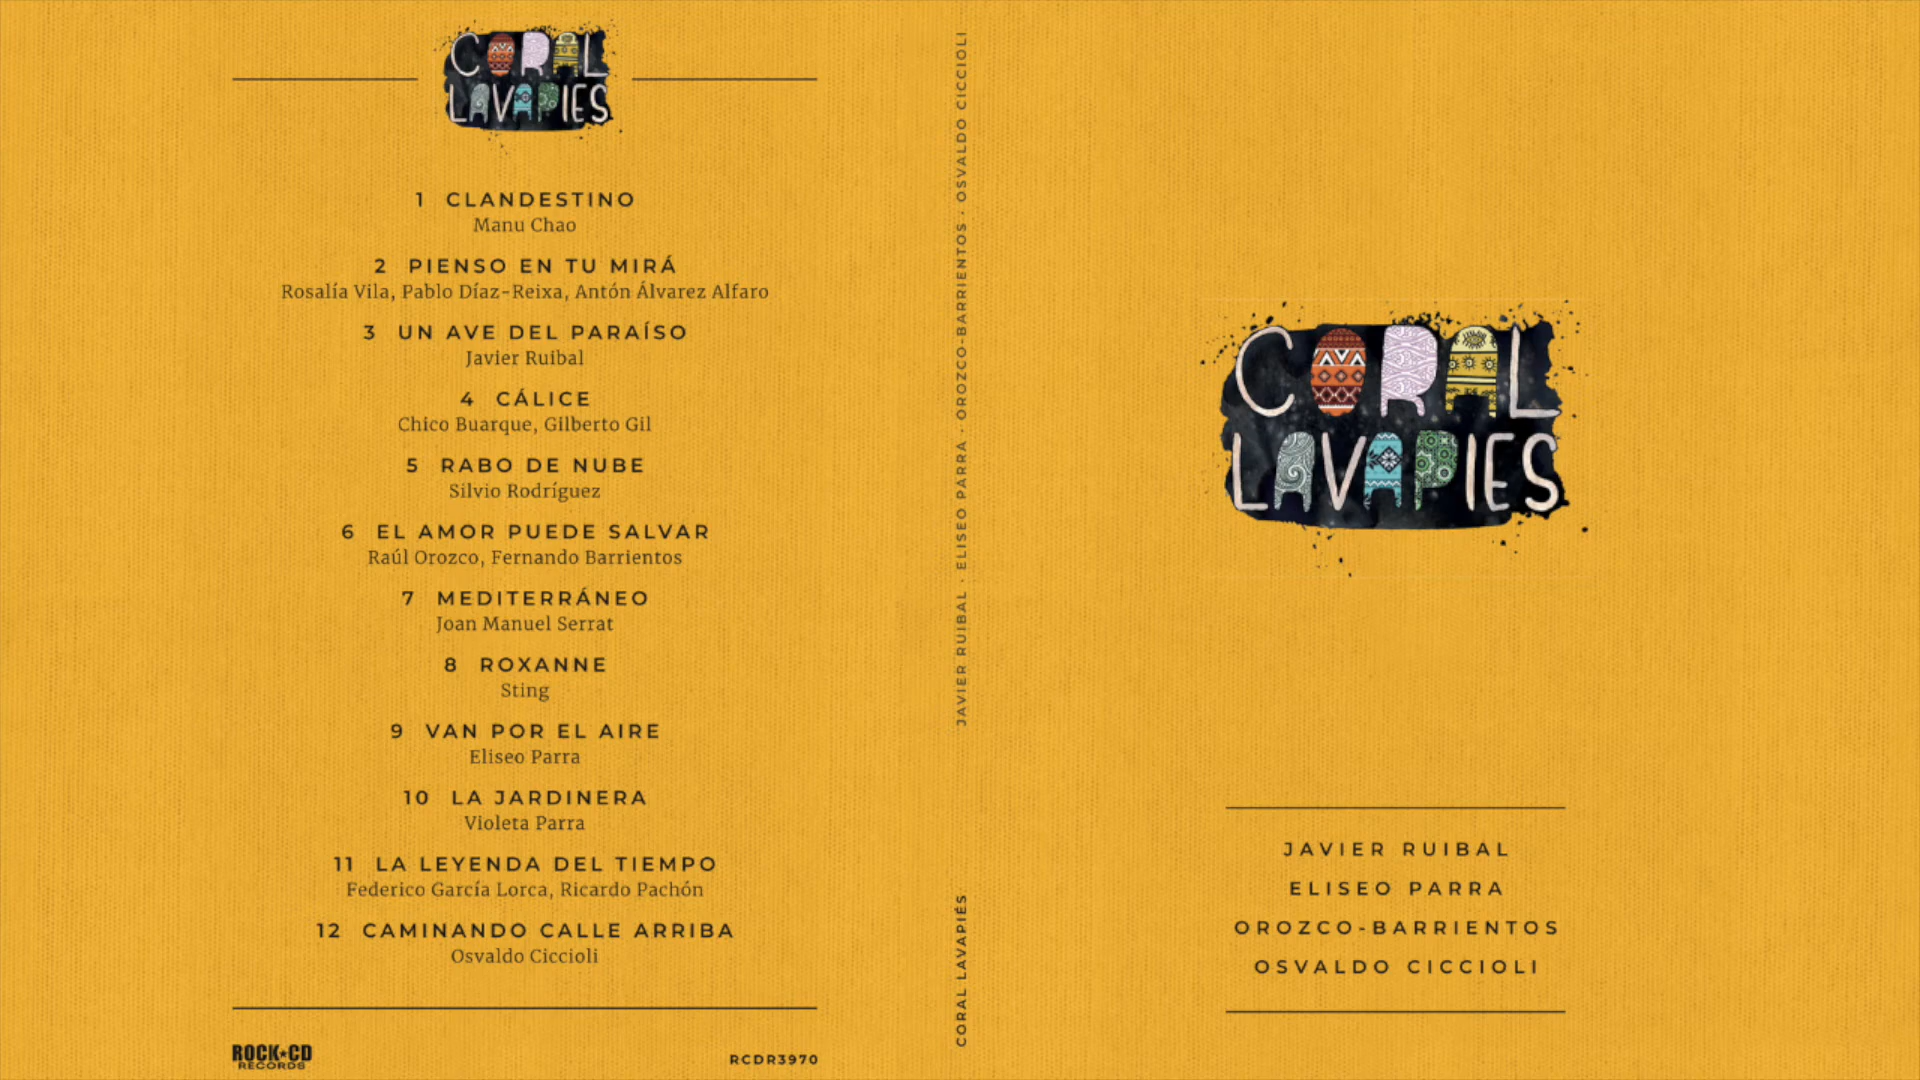 CORAL
LAVAPIES
1 CLANDESTINO
Manu Chao
2 PIENSO EN TU MIRÁ
Rosalía Vila, Pablo Díaz-Reixa, Antón Álvarez Alfaro
3 UN AVE DEL PARAÍSO
Javier Ruibal
4 CÁLICE
Chico Buarque, Gilberto Gil
5 RABO DE NUBE
Silvio Rodríguez
6 EL AMOR PUEDE SALVAR
Raúl Orozco, Fernando Barrientos
7 MEDITERRÁNEO
Joan Manuel Serrat
8 ROXANNE
Sting
9 VAN POR EL AIRE
Eliseo Parra
10 LA JARDINERA
Violeta Parra
11 LA LEYENDA DEL TIEMPO
Federico García Lorca, Ricardo Pachón
12 CAMINANDO CALLE ARRIBA
Osvaldo Ciccioli
ROCK★CD
RECORDS
RCDR3970
CORAL LAVAPIÉS
JAVIER RUIBAL · ELISEO PARRA · OROZCO-BARRIENTOS · OSVALDO CICCIOLI
CORAL
LAVAPIES
JAVIER RUIBAL
ELISEO PARRA
OROZCO-BARRIENTOS
OSVALDO CICCIOLI